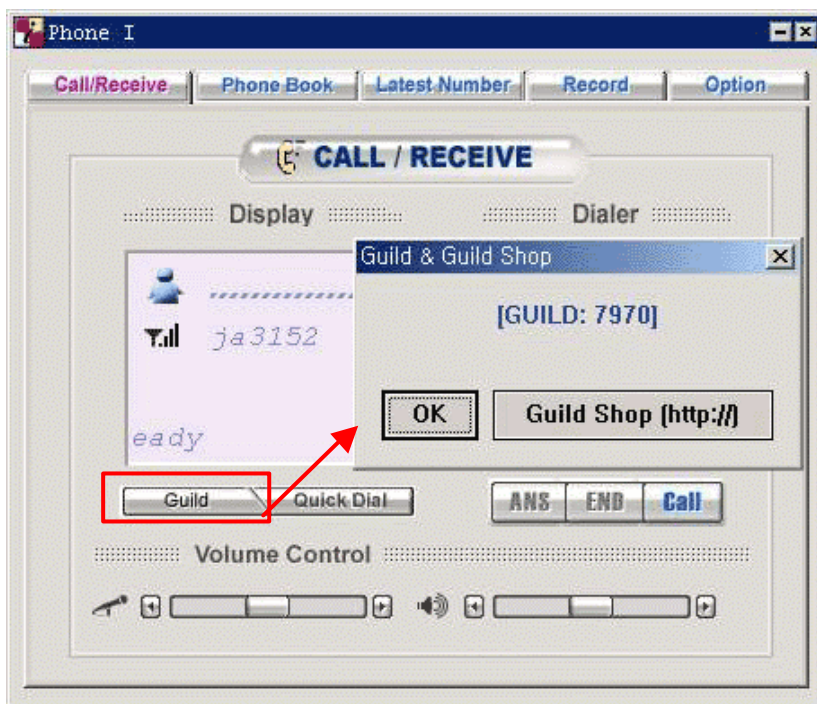 Phone I
Call/Receive Phone Book Latest Number Record Option
CALL / RECEIVE
Display Dialer
Guild & Guild Shop
[GUILD: 7970]
ja3152
OK Guild Shop (http://)
eady
Guild Quick Dial ANS END Call
Volume Control